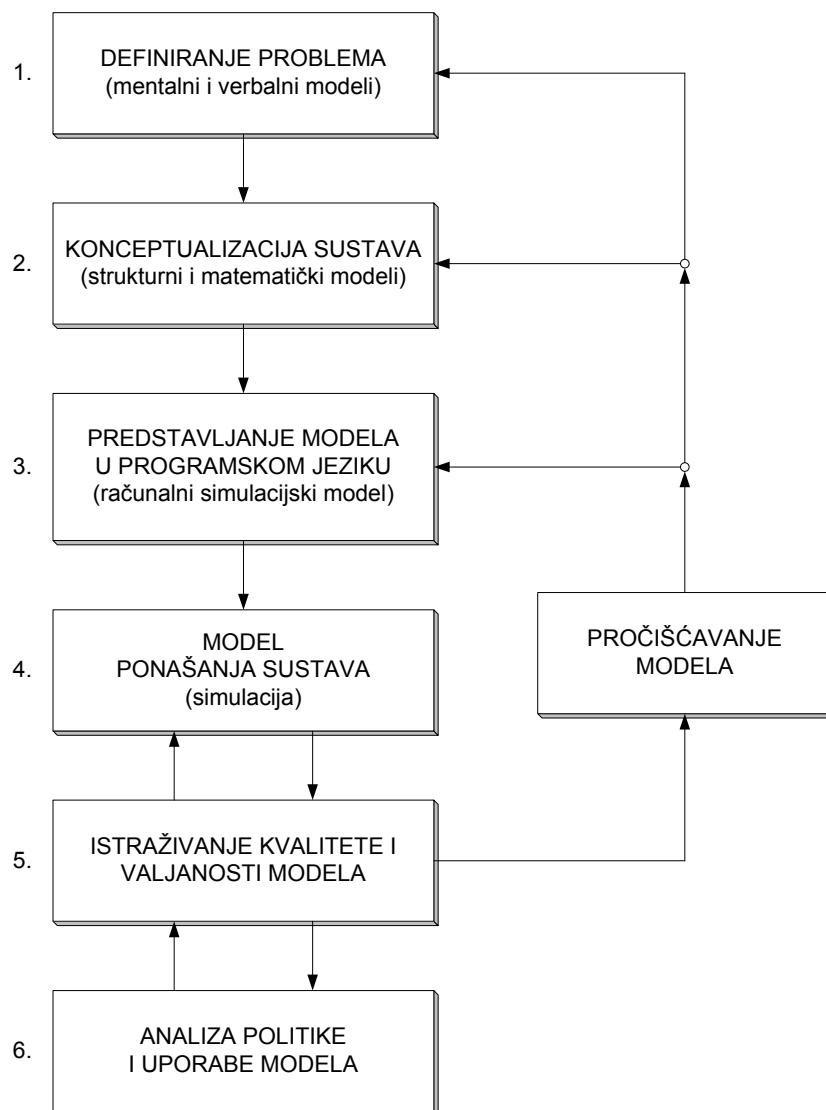 1.
DEFINIRANJE PROBLEMA
(mentalni i verbalni modeli)
2.
KONCEPTUALIZACIJA SUSTAVA
(strukturni i matematički modeli)
3.
PREDSTAVLJANJE MODELA
U PROGRAMSKOM JEZIKU
(računalni simulacijski model)
4.
MODEL
PONAŠANJA SUSTAVA
(simulacija)
PROČIŠĆAVANJE
MODELA
5.
ISTRAŽIVANJE KVALITETE I
VALJANOSTI MODELA
6.
ANALIZA POLITIKE
I UPORABE MODELA